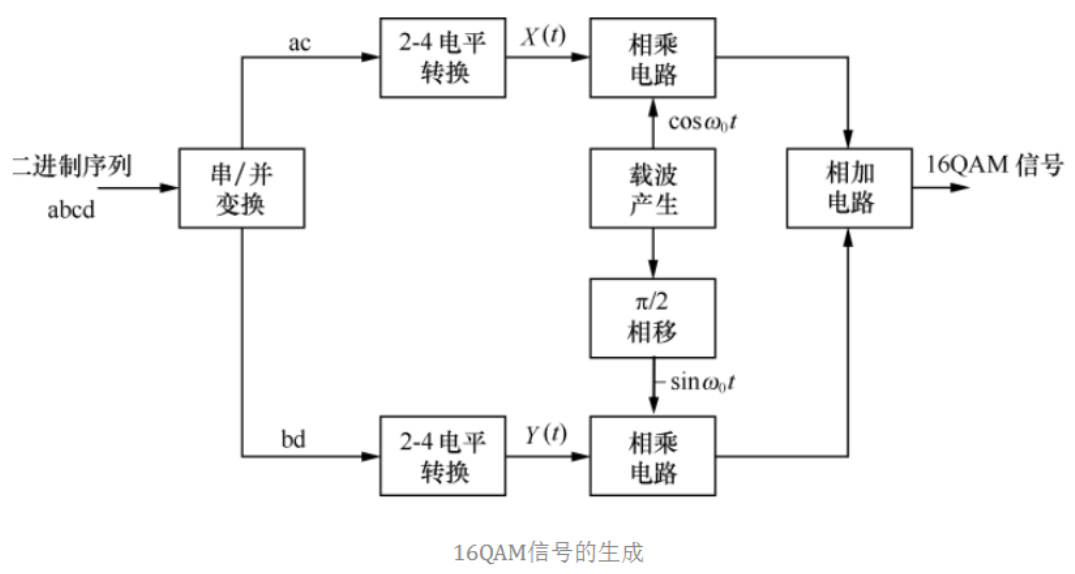 ac
2-4 电平
转换
X(t)
相乘
电路
cosω₀t
二进制序列
abcd
串/并
变换
载波
产生
相加
电路
16QAM 信号
π/2
相移
-sinω₀t
bd
2-4 电平
转换
Y(t)
相乘
电路
16QAM信号的生成